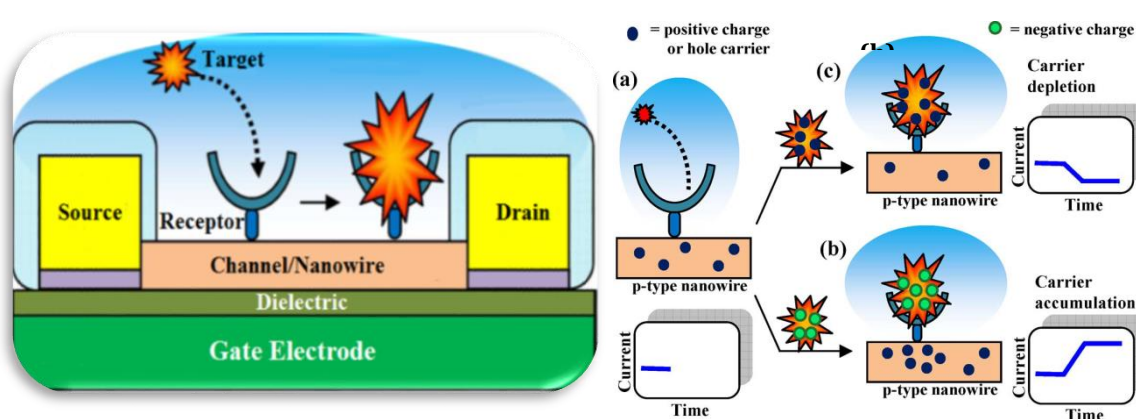 Target
Source
Receptor
Drain
Channel/Nanowire
Dielectric
Gate Electrode
= positive charge
or hole carrier
= negative charge
(a)
p-type nanowire
Current
Time
(c)
p-type nanowire
Carrier
depletion
Current
Time
(b)
p-type nanowire
Carrier
accumulation
Current
Time